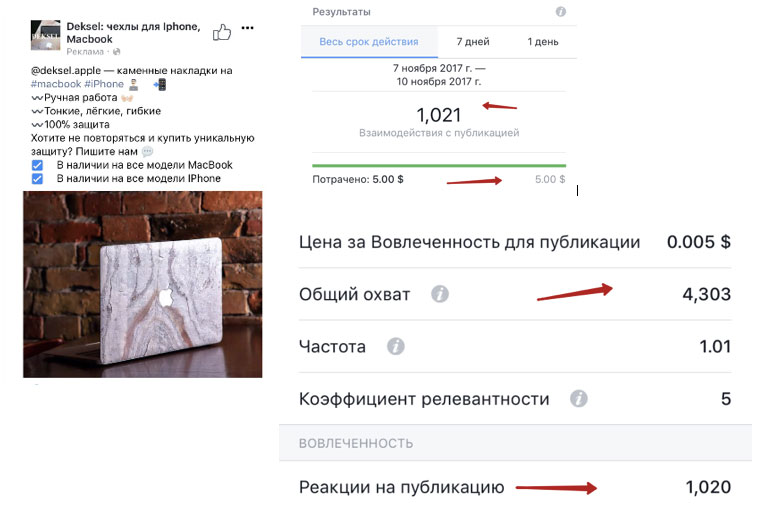 Deksel: чехлы для Iphone,
Macbook
Реклама ·
@deksel.apple — каменные накладки на
#macbook #iPhone
Ручная работа
Тонкие, лёгкие, гибкие
100% защита
Хотите не повторяться и купить уникальную
защиту? Пишите нам
В наличии на все модели MacBook
В наличии на все модели IPhone
Результаты
Весь срок действия 7 дней 1 день
7 ноября 2017 г. —
10 ноября 2017 г.
1,021
Взаимодействия с публикацией
Потрачено: 5.00 $ 5.00 $
Цена за Вовлеченность для публикации 0.005 $
Общий охват 4,303
Частота 1.01
Коэффициент релевантности 5
ВОВЛЕЧЕННОСТЬ
Реакции на публикацию 1,020